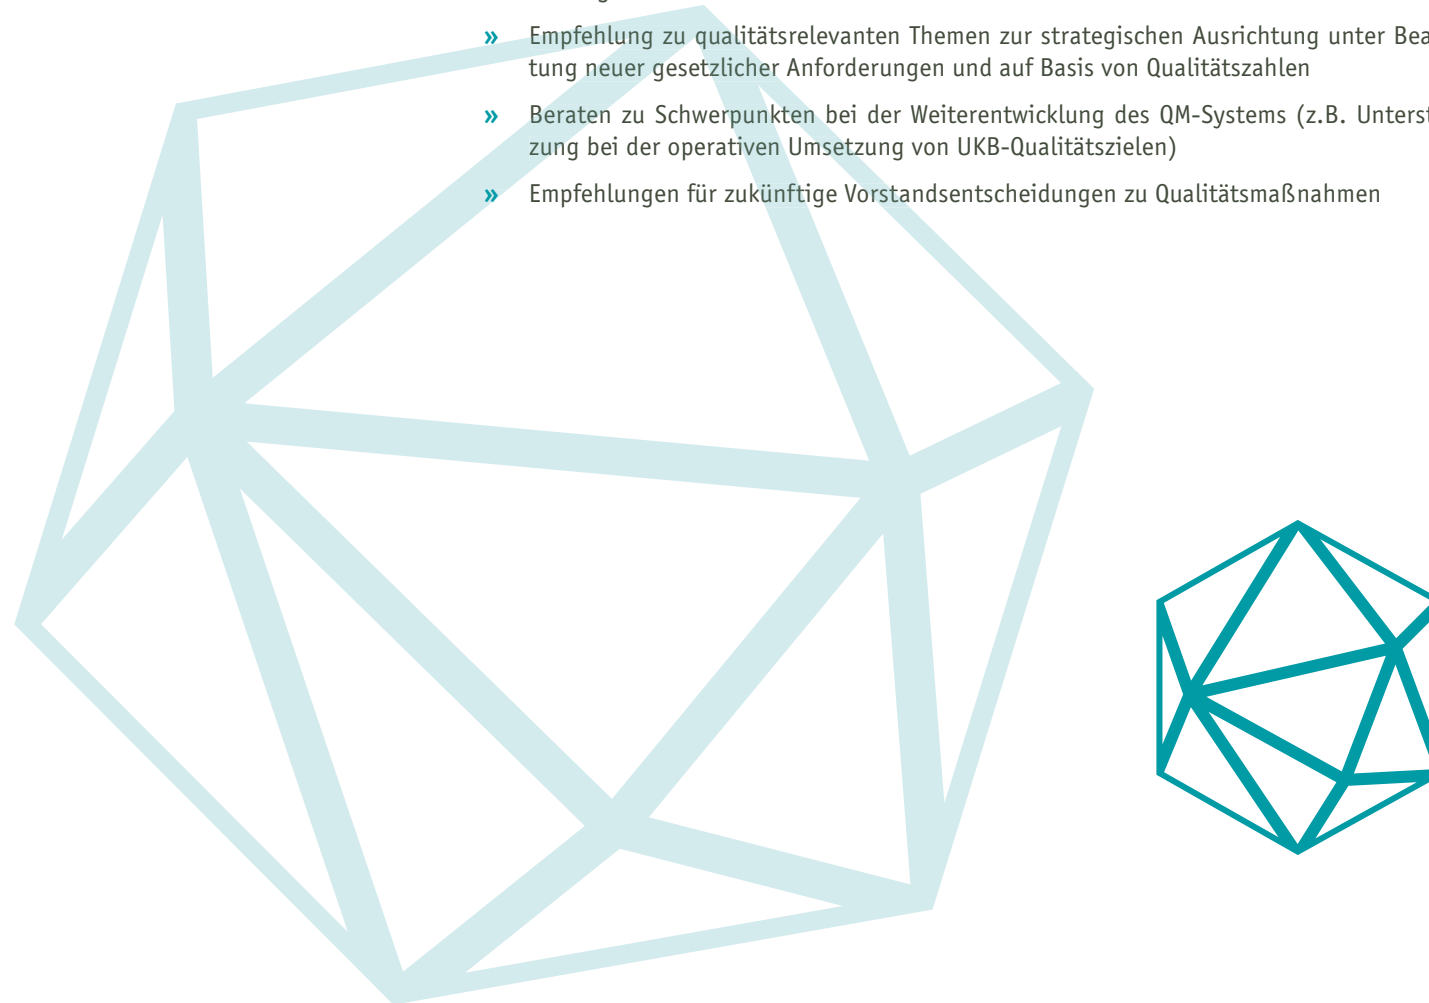 » Empfehlung zu qualitätsrelevanten Themen zur strategischen Ausrichtung unter Bea
tung neuer gesetzlicher Anforderungen und auf Basis von Qualitätszahlen
» Beraten zu Schwerpunkten bei der Weiterentwicklung des QM-Systems (z.B. Unterst
zung bei der operativen Umsetzung von UKB-Qualitätszielen)
» Empfehlungen für zukünftige Vorstandsentscheidungen zu Qualitätsmaßnahmen